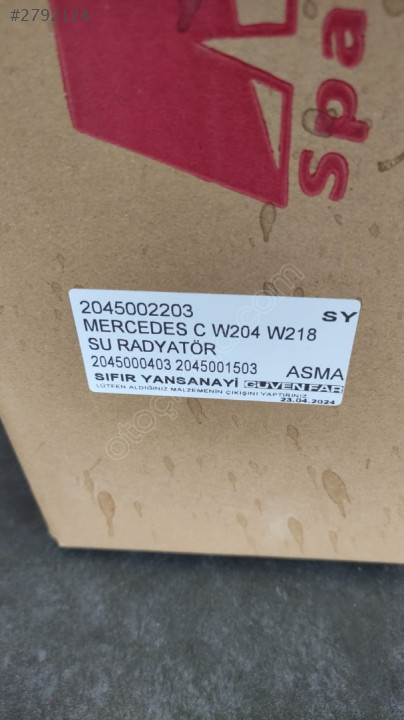 spa
2045002203
SY
MERCEDES C W204 W218
SU RADYATÖR
2045000403 2045001503
ASMA
SIFIR YANSANAYİ GÜVEN FAR
LÜTFEN ALDIĞINIZ MALZEMENİN ÇIKIŞINI YAPTIRINIZ
23.04.2024